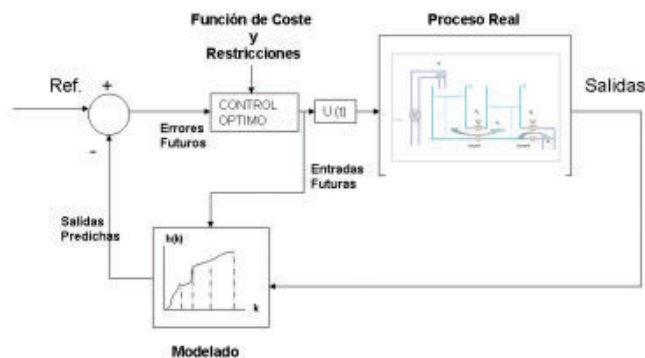 Función de Coste
y
Restricciones
Proceso Real
Ref.
+
-
CONTROL
OPTIMO
U (t)
Salidas
Errores
Futuros
Entradas
Futuras
Salidas
Predichas
h(k)
k
Modelado